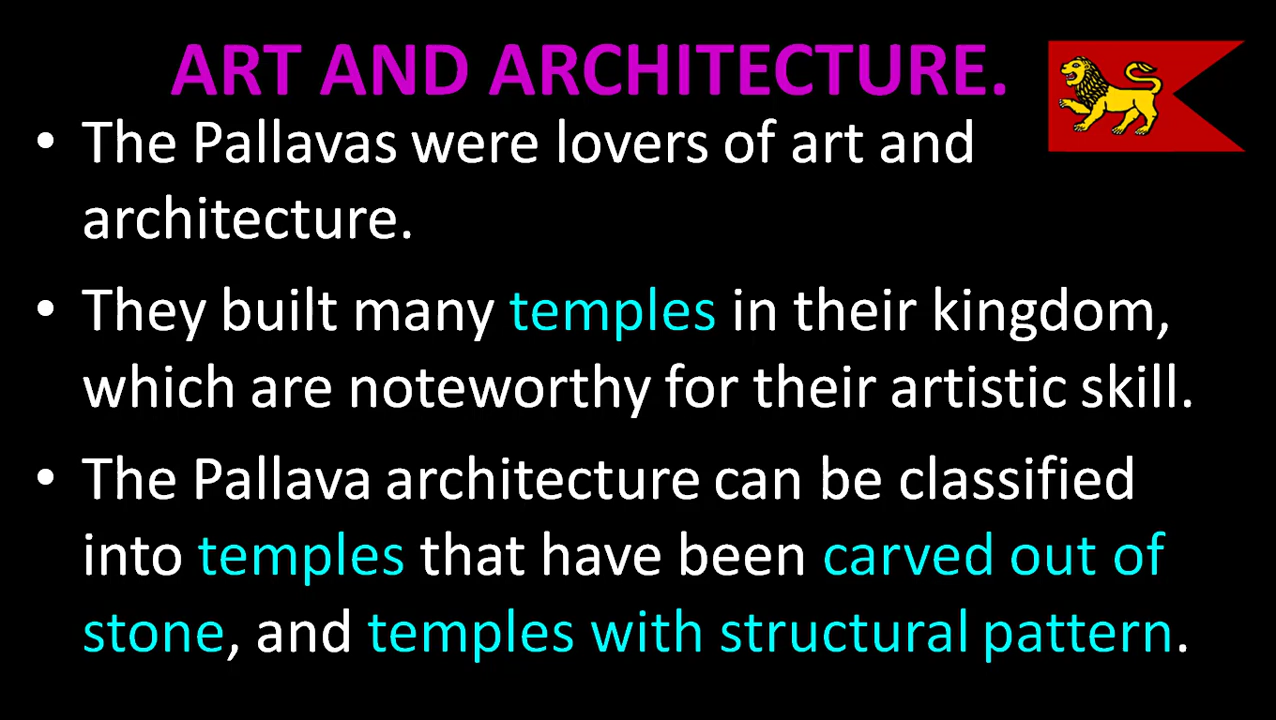 ART AND ARCHITECTURE.
• The Pallavas were lovers of art and
architecture.
• They built many temples in their kingdom,
which are noteworthy for their artistic skill.
• The Pallava architecture can be classified
into temples that have been carved out of
stone, and temples with structural pattern.